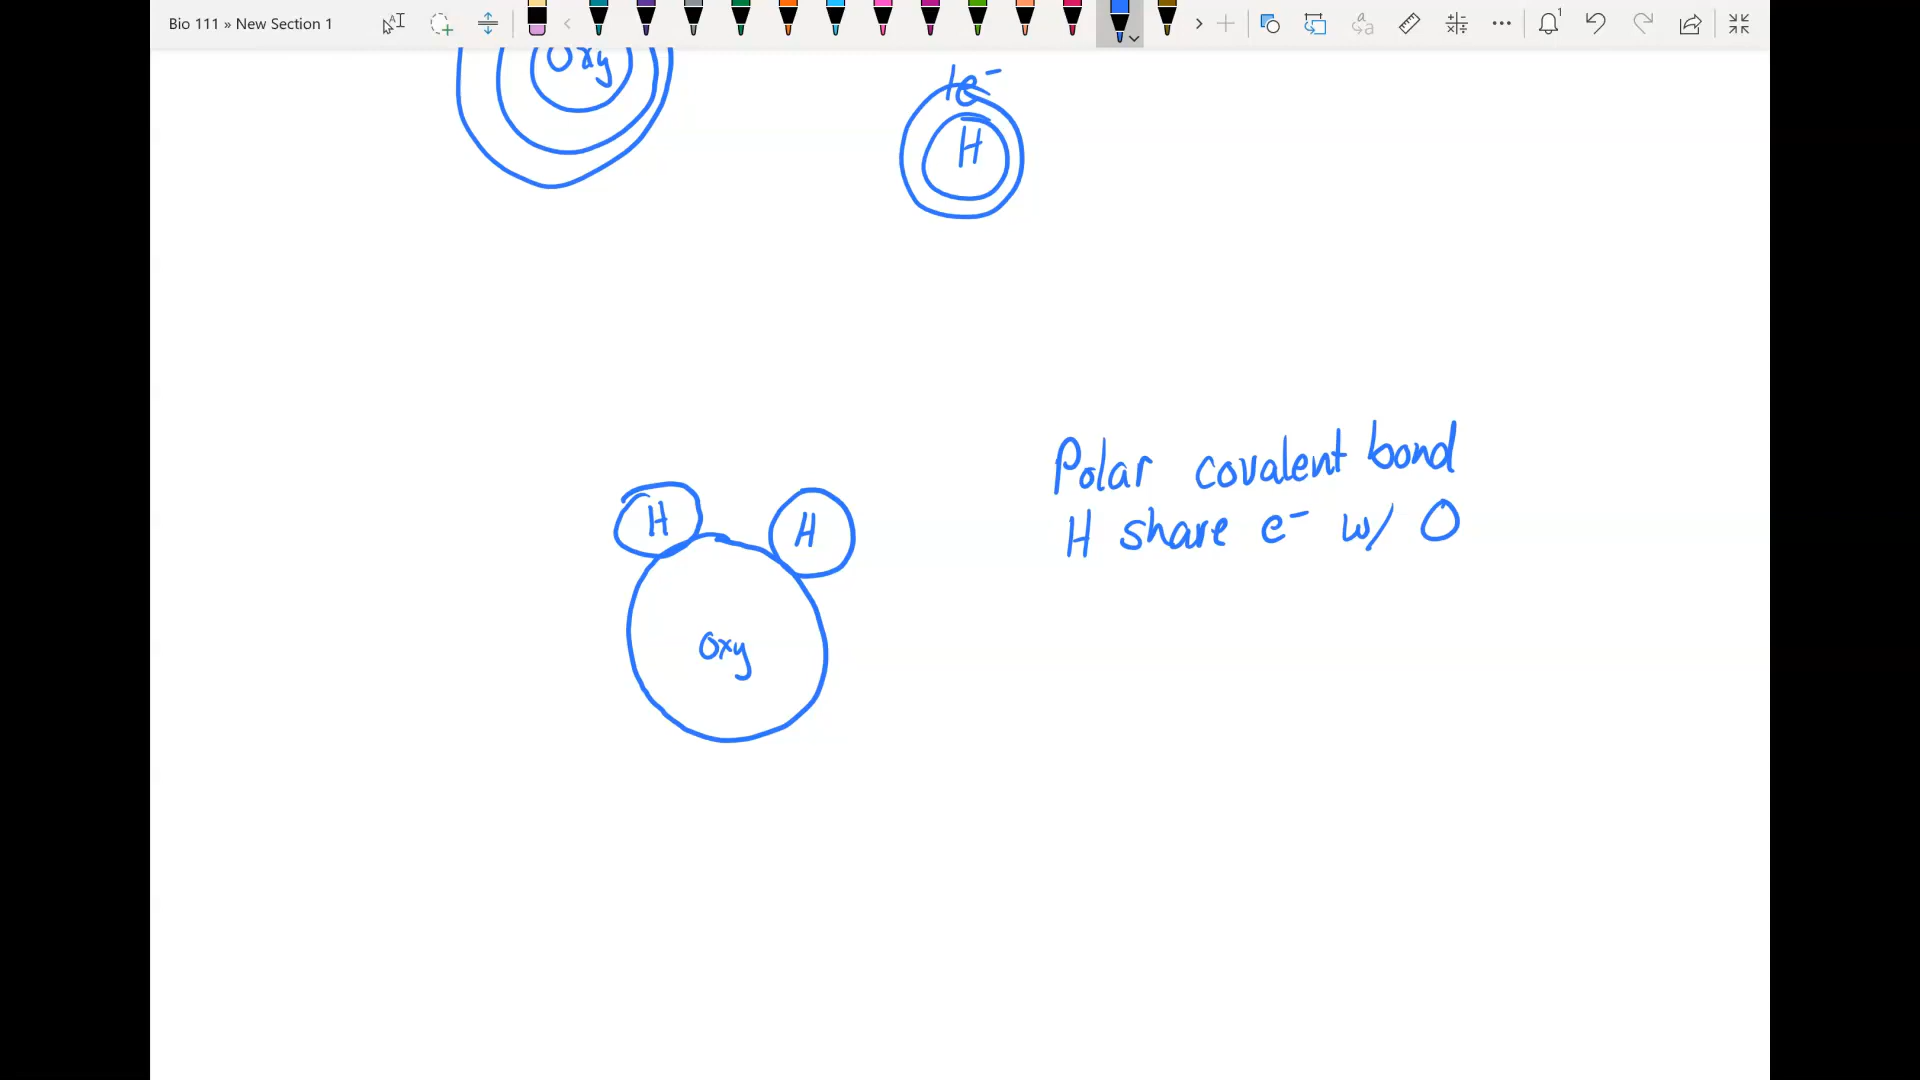 Bio 111 » New Section 1
Oxy
1e⁻
H
Polar covalent bond
H share e⁻ w/ O
H
H
Oxy